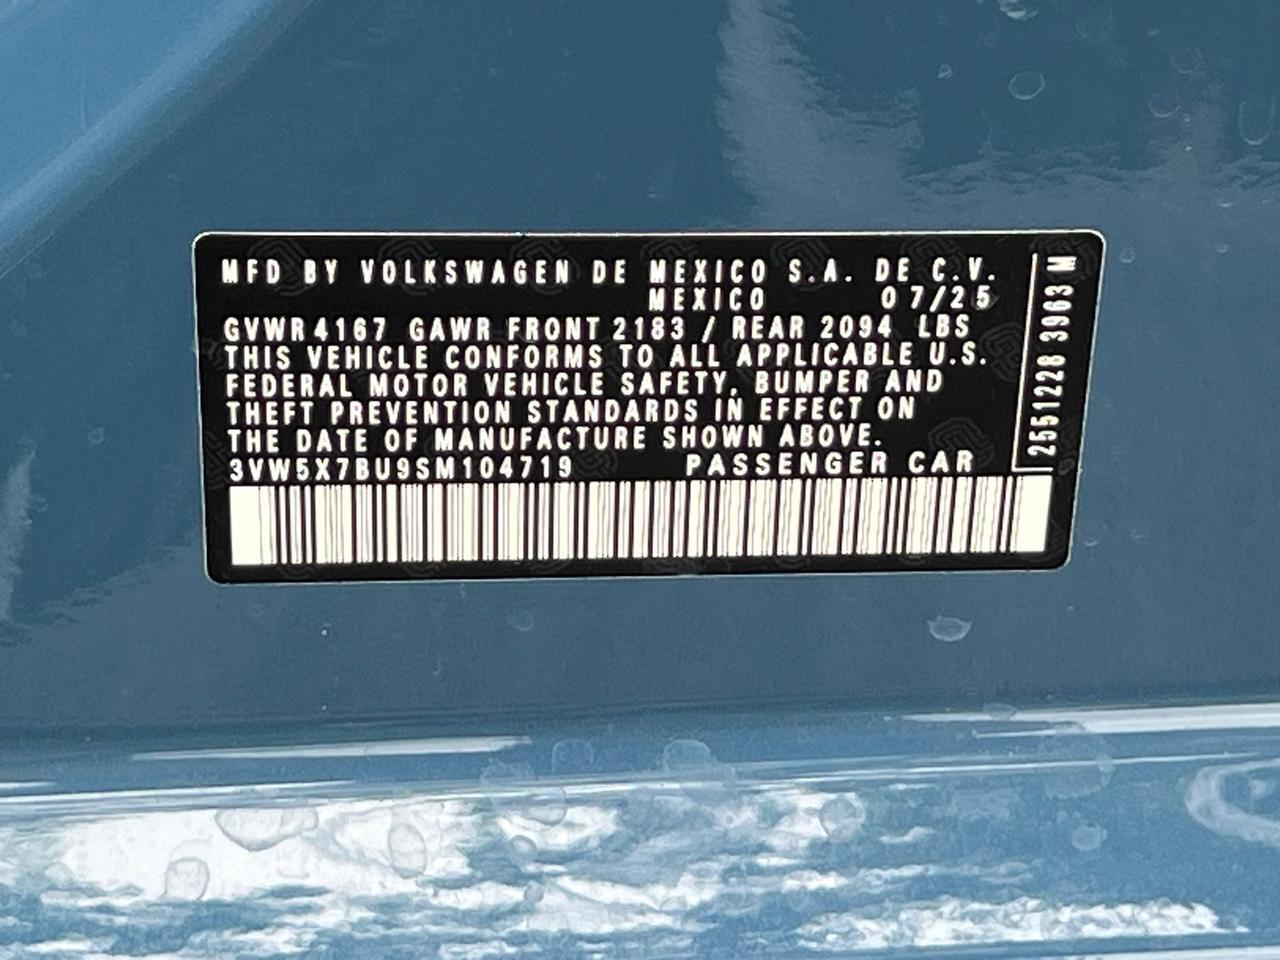 MFD BY VOLKSWAGEN DE MEXICO S.A. DE C.V.
MEXICO 07/25
GVWR 4167 GAWR FRONT 2183 / REAR 2094 LBS
THIS VEHICLE CONFORMS TO ALL APPLICABLE U.S.
FEDERAL MOTOR VEHICLE SAFETY, BUMPER AND
THEFT PREVENTION STANDARDS IN EFFECT ON
THE DATE OF MANUFACTURE SHOWN ABOVE.
3VW5X7BU9SM104719 PASSENGER CAR
2551228 3963 M